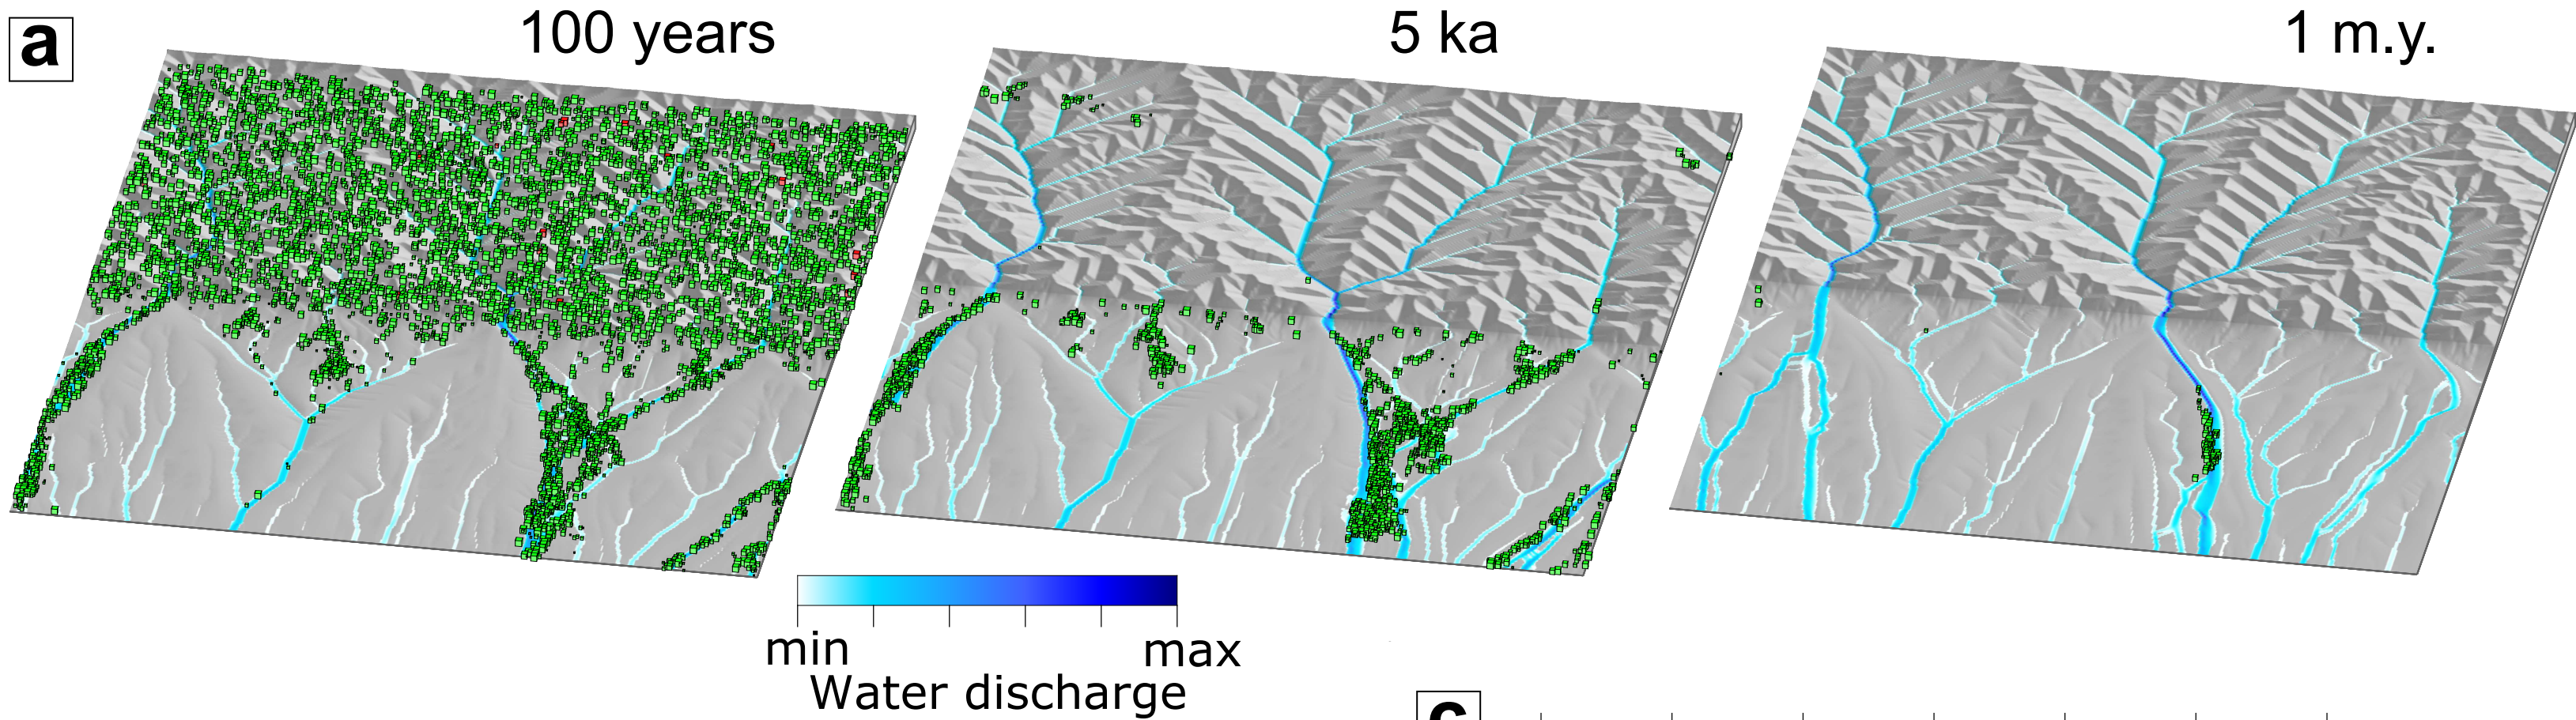 a
100 years
5 ka
1 m.y.
min max
Water discharge
c